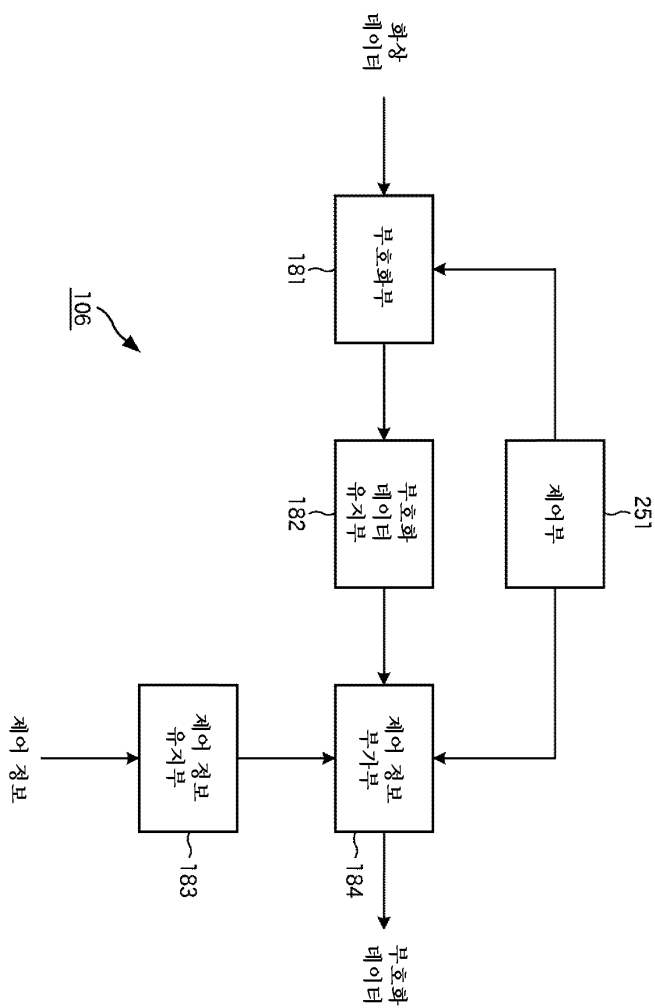 251
제어부
화상
데이터
부호화부
181
부호화
데이터
유지부
182
제어 정보
부가부
184
부호화
데이터
제어 정보
유지부
183
106
제어 정보